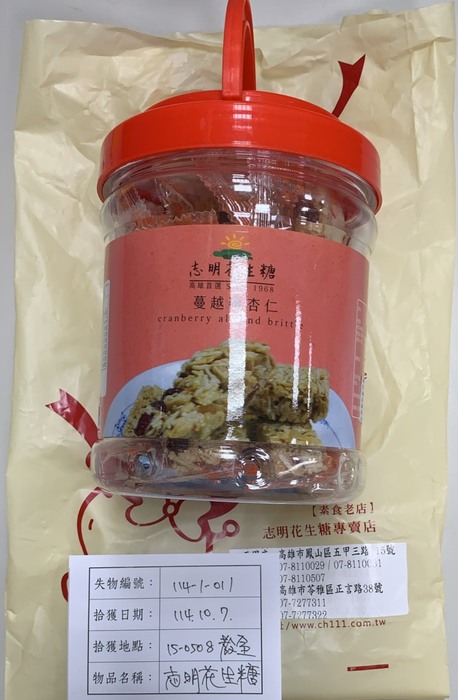 志明花生糖
高雄首選 SINCE 1968
蔓越莓杏仁
cranberry almond brittle
【素食老店】
志明花生糖專賣店
高雄市鳳山區五甲三路
07-8110029 / 07-8110031
07-8110507
高雄市苓雅區正言路38號
07-7277311
07-7277322
www.ch111.com.tw
失物編號： 114-1-011
拾獲日期： 114.10.7.
拾獲地點： 15-0508 教室
物品名稱： 志明花生糖